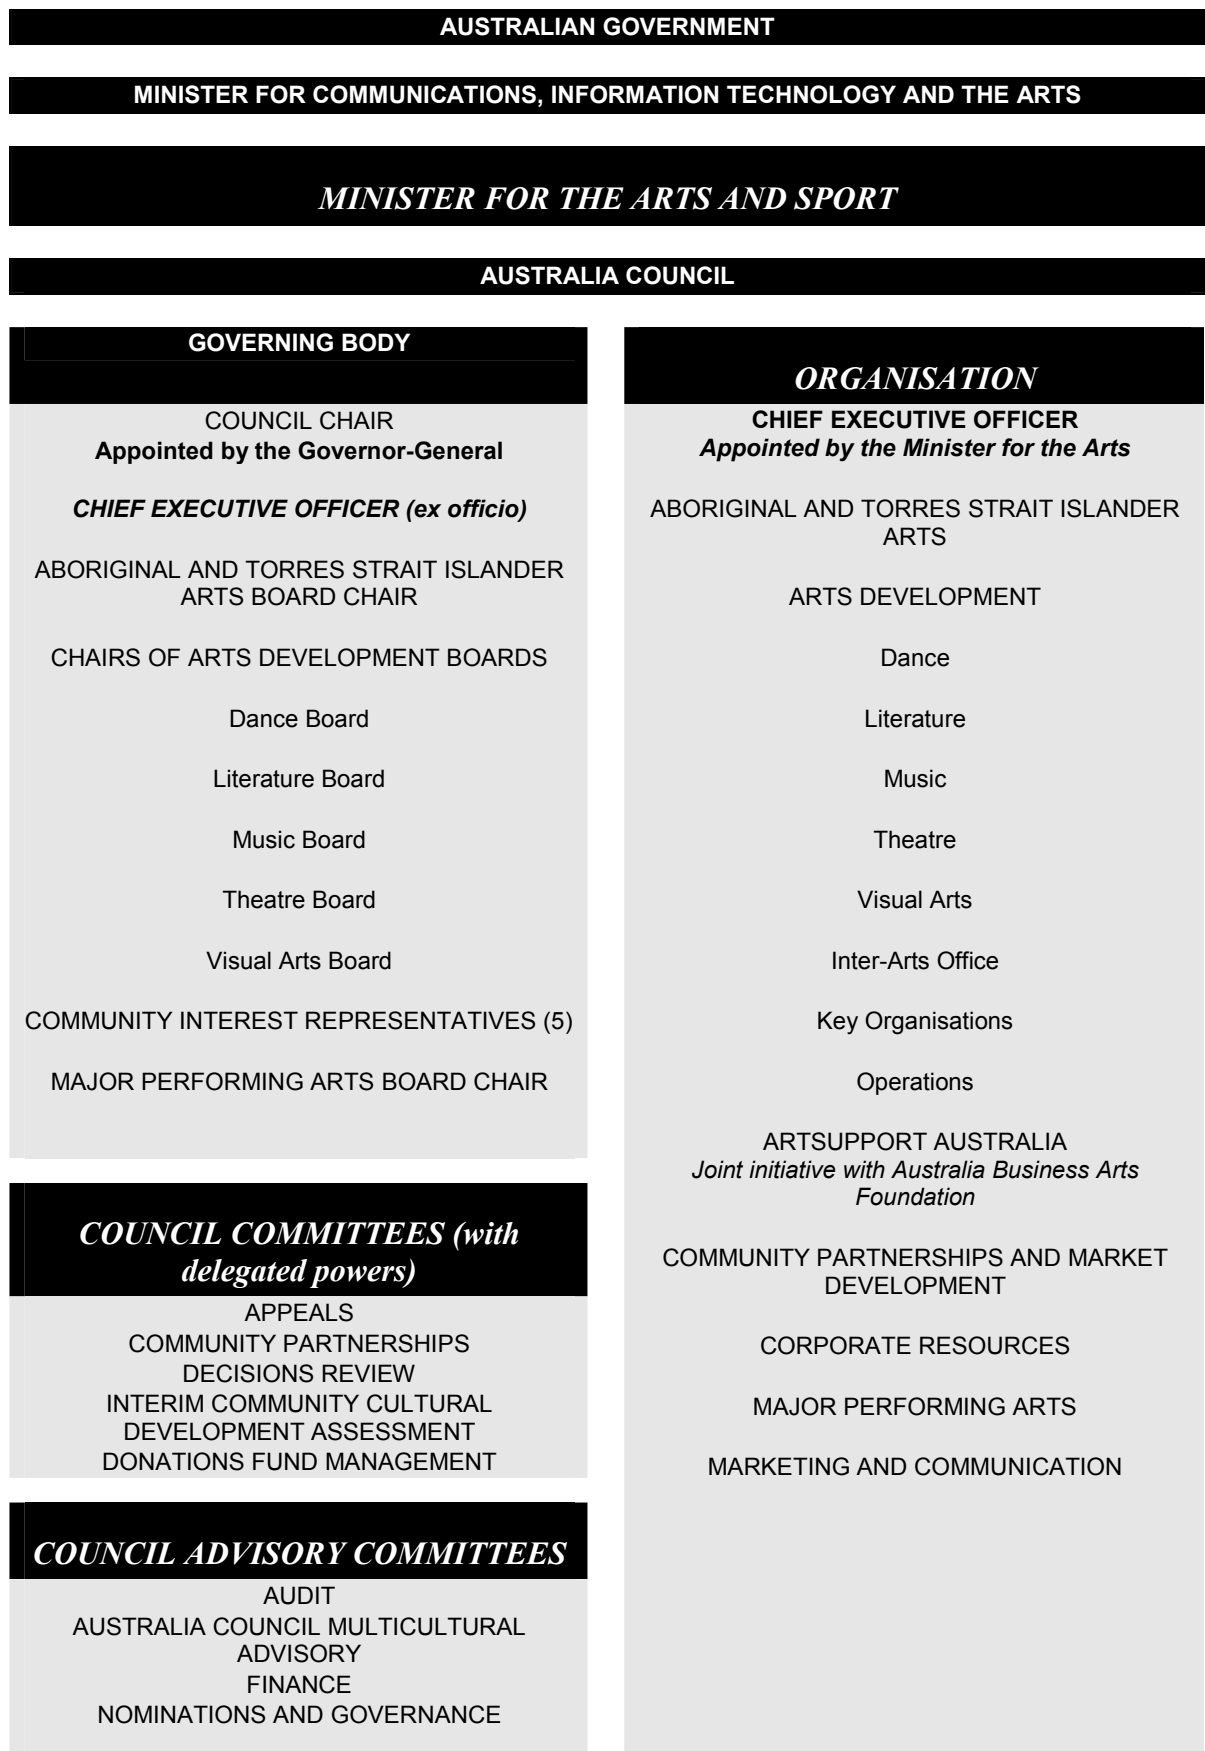 AUSTRALIAN GOVERNMENT
MINISTER FOR COMMUNICATIONS, INFORMATION TECHNOLOGY AND THE ARTS
MINISTER FOR THE ARTS AND SPORT
AUSTRALIA COUNCIL
GOVERNING BODY
COUNCIL CHAIR
Appointed by the Governor-General
CHIEF EXECUTIVE OFFICER (ex officio)
ABORIGINAL AND TORRES STRAIT ISLANDER
ARTS BOARD CHAIR
CHAIRS OF ARTS DEVELOPMENT BOARDS
Dance Board
Literature Board
Music Board
Theatre Board
Visual Arts Board
COMMUNITY INTEREST REPRESENTATIVES (5)
MAJOR PERFORMING ARTS BOARD CHAIR
COUNCIL COMMITTEES (with
delegated powers)
APPEALS
COMMUNITY PARTNERSHIPS
DECISIONS REVIEW
INTERIM COMMUNITY CULTURAL
DEVELOPMENT ASSESSMENT
DONATIONS FUND MANAGEMENT
COUNCIL ADVISORY COMMITTEES
AUDIT
AUSTRALIA COUNCIL MULTICULTURAL
ADVISORY
FINANCE
NOMINATIONS AND GOVERNANCE
ORGANISATION
CHIEF EXECUTIVE OFFICER
Appointed by the Minister for the Arts
ABORIGINAL AND TORRES STRAIT ISLANDER
ARTS
ARTS DEVELOPMENT
Dance
Literature
Music
Theatre
Visual Arts
Inter-Arts Office
Key Organisations
Operations
ARTSUPPORT AUSTRALIA
Joint initiative with Australia Business Arts
Foundation
COMMUNITY PARTNERSHIPS AND MARKET
DEVELOPMENT
CORPORATE RESOURCES
MAJOR PERFORMING ARTS
MARKETING AND COMMUNICATION